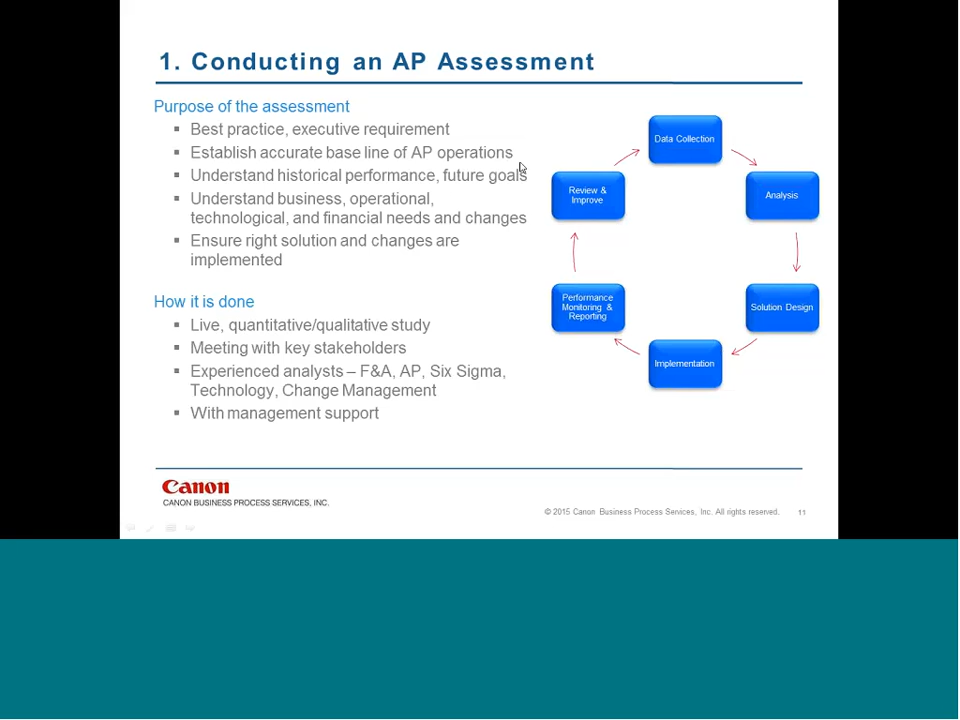 1. Conducting an AP Assessment
Purpose of the assessment
▪ Best practice, executive requirement
▪ Establish accurate base line of AP operations
▪ Understand historical performance, future goals
▪ Understand business, operational,
technological, and financial needs and changes
▪ Ensure right solution and changes are
implemented
How it is done
▪ Live, quantitative/qualitative study
▪ Meeting with key stakeholders
▪ Experienced analysts – F&A, AP, Six Sigma,
Technology, Change Management
▪ With management support
Data Collection
Analysis
Solution Design
Implementation
Performance
Monitoring &
Reporting
Review &
Improve
Canon
CANON BUSINESS PROCESS SERVICES, INC.
© 2015 Canon Business Process Services, Inc. All rights reserved.
11